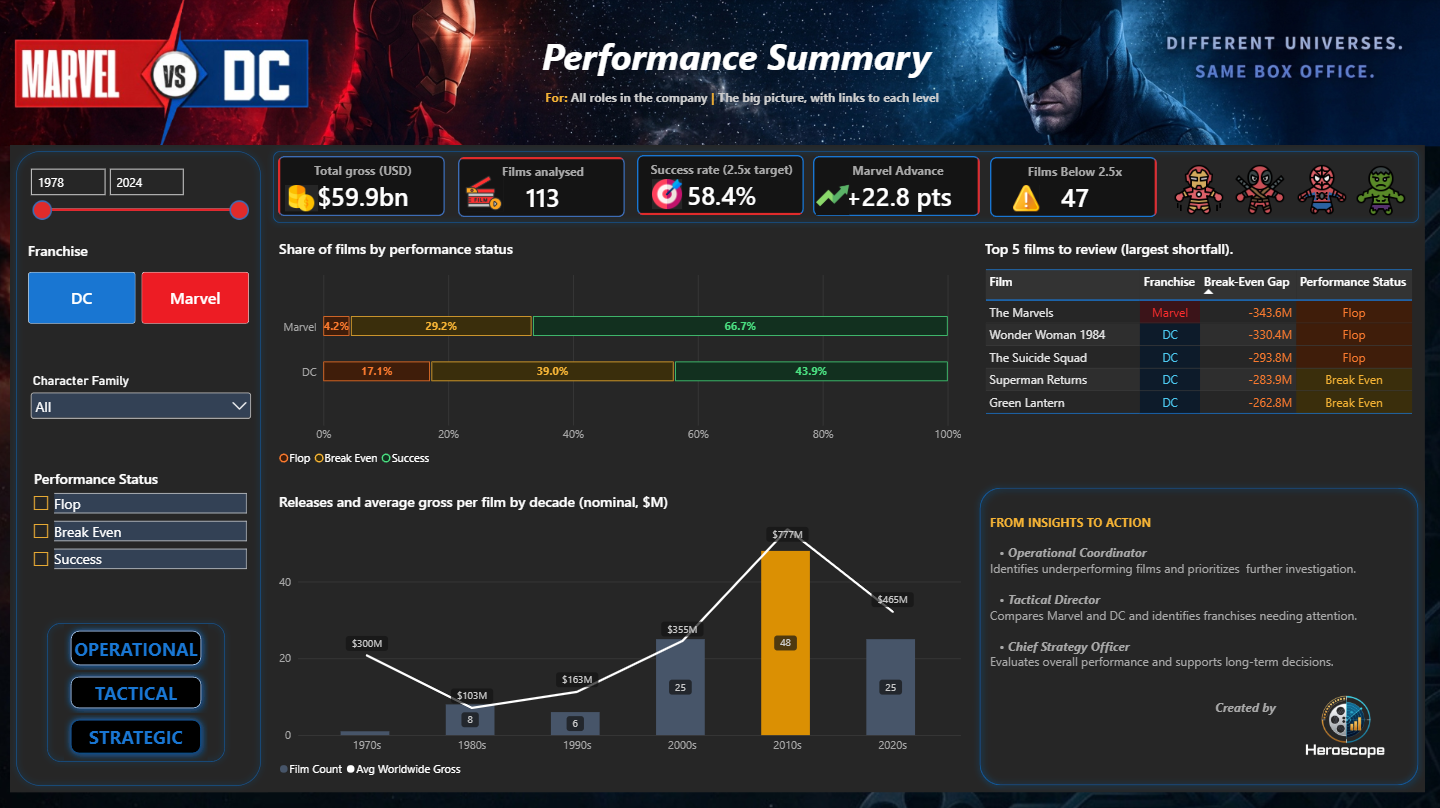 MARVEL VS DC
Performance Summary
For: All roles in the company | The big picture, with links to each level
DIFFERENT UNIVERSES.
SAME BOX OFFICE.
1978 2024
Franchise
DC Marvel
Character Family
All
Performance Status
Flop
Break Even
Success
OPERATIONAL
TACTICAL
STRATEGIC
Total gross (USD)
$59.9bn
Films analysed
FILM
113
Success rate (2.5x target)
58.4%
Marvel Advance
+22.8 pts
Films Below 2.5x
47
Share of films by performance status
Marvel 4.2% 29.2% 66.7%
DC 17.1% 39.0% 43.9%
0% 20% 40% 60% 80% 100%
Flop Break Even Success
Releases and average gross per film by decade (nominal, $M)
$777M
40
$465M
$355M
$300M
48
20
$163M
25
25
$103M
8
6
0
1970s 1980s 1990s 2000s 2010s 2020s
Film Count Avg Worldwide Gross
Top 5 films to review (largest shortfall).
Film Franchise Break-Even Gap Performance Status
The Marvels Marvel -343.6M Flop
Wonder Woman 1984 DC -330.4M Flop
The Suicide Squad DC -293.8M Flop
Superman Returns DC -283.9M Break Even
Green Lantern DC -262.8M Break Even
FROM INSIGHTS TO ACTION
• Operational Coordinator
Identifies underperforming films and prioritizes further investigation.
• Tactical Director
Compares Marvel and DC and identifies franchises needing attention.
• Chief Strategy Officer
Evaluates overall performance and supports long-term decisions.
Created by
Heroscope